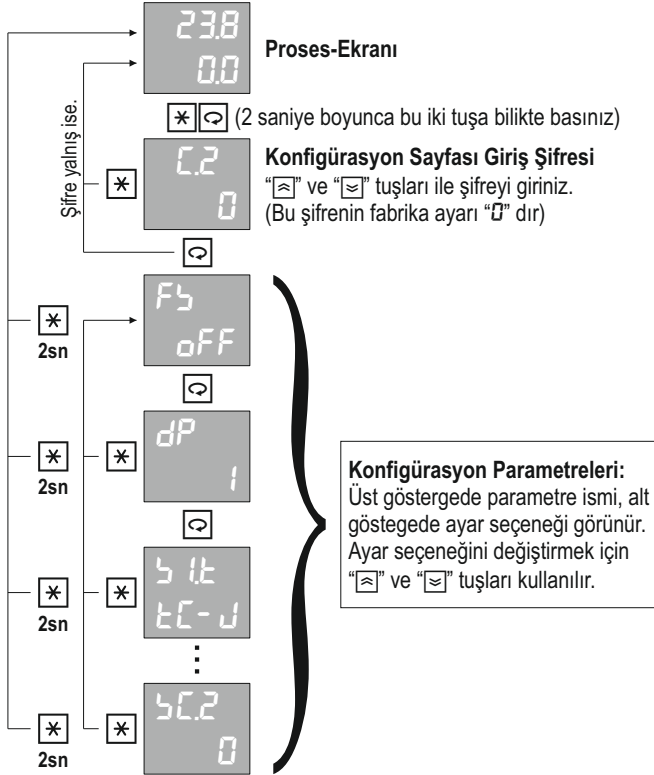 23.8
0.0
Proses-Ekranı
(2 saniye boyunca bu iki tuşa bilikte basınız)
Şifre yalnış ise.
C.2
0
Konfigürasyon Sayfası Giriş Şifresi
“ ” ve “ ” tuşları ile şifreyi giriniz.
(Bu şifrenin fabrika ayarı “0” dır)
FS
oFF
2sn
dP
1
2sn
Konfigürasyon Parametreleri:
Üst göstergede parametre ismi, alt
göstegede ayar seçeneği görünür.
Ayar seçeneğini değiştirmek için
“ ” ve “ ” tuşları kullanılır.
S1.t
tC-J
2sn
SC.2
0
2sn